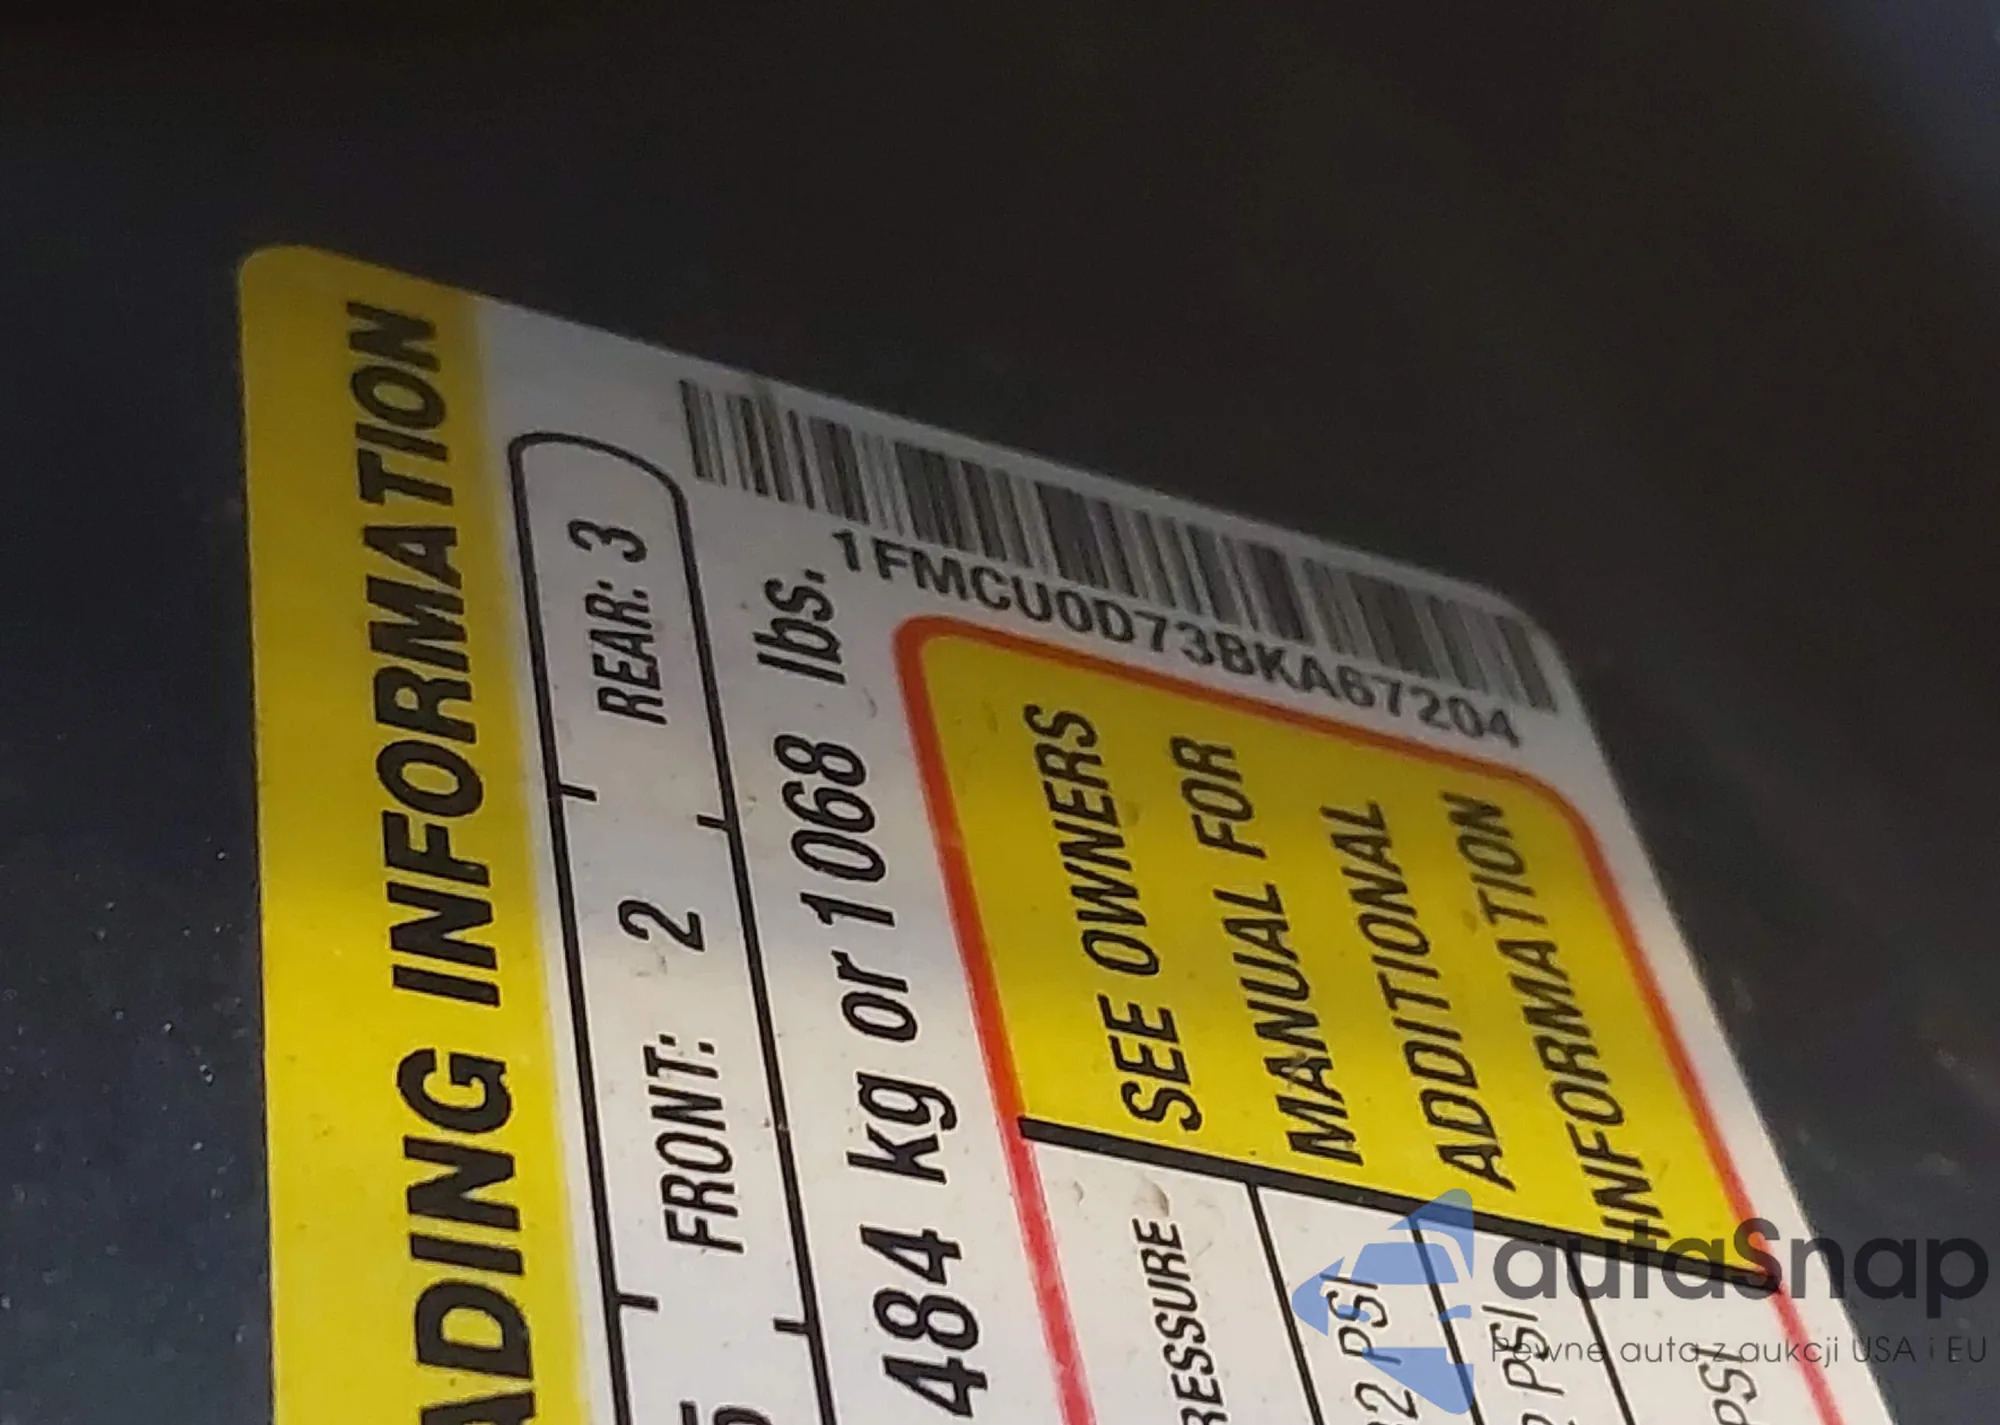 ADING INFORMATION
FRONT: 2 REAR: 3
484 kg or 1068 lbs.
1FMCU0D73BKA67204
SEE OWNERS
MANUAL FOR
ADDITIONAL
INFORMATION
RESSURE
2 PSI
PSI
PSI
autaSnap
Pewne auta z aukcji USA i EU